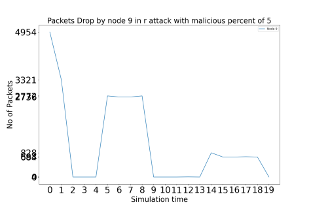 Packets Drop by node 9 in r attack with malicious percent of 5
4954
3321
828
0
No of Packets
0 1 2 3 4 5 6 7 8 9 10 11 12 13 14 15 16 17 18 19
Simulation time